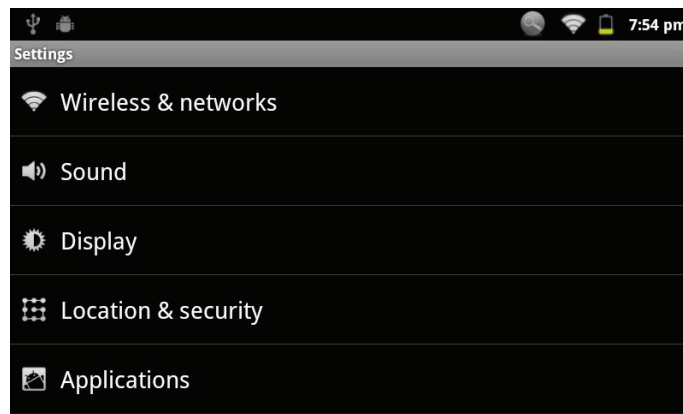 7:54 pm
Settings
Wireless & networks
Sound
Display
Location & security
Applications